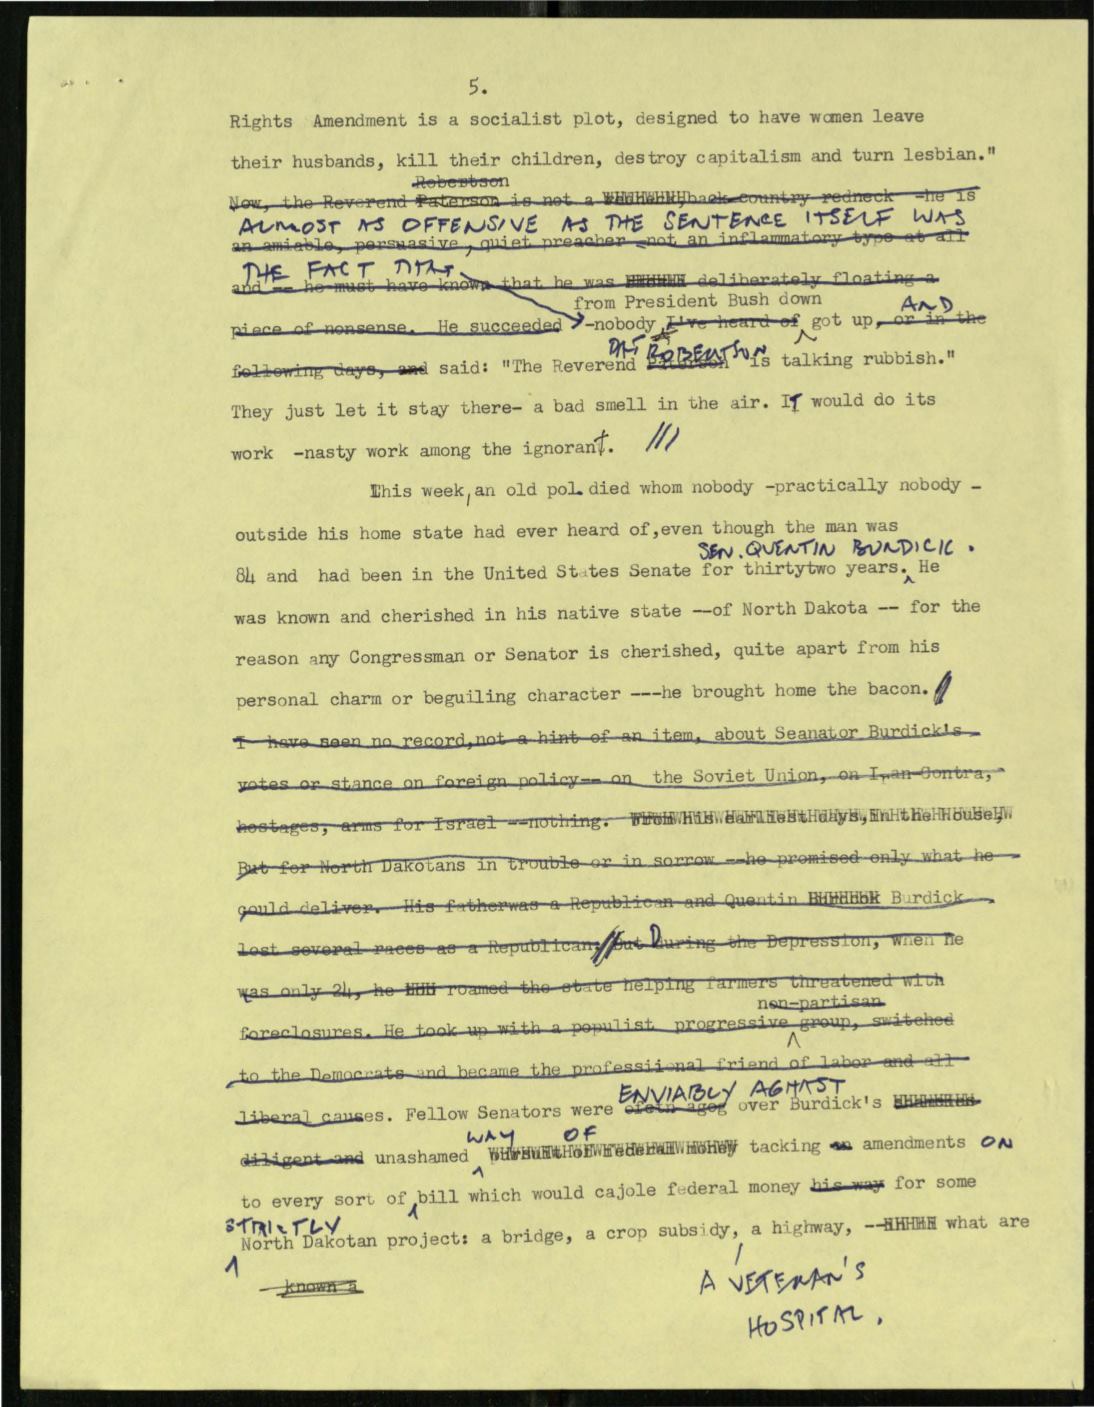 5.
Rights Amendment is a socialist plot, designed to have women leave
their husbands, kill their children, destroy capitalism and turn lesbian."
Robertson
Now, the Reverend Paterson is not a back country redneck -he is
ALMOST AS OFFENSIVE AS THE SENTENCE ITSELF WAS
an amiable, persuasive, quiet preacher -not an inflammatory type at all
THE FACT THAT
and -- he must have known that he was deliberately floating a
from President Bush down AND
piece of nonsense. He succeeded -nobody, I've heard of got up, or in the
PAT ROBERTSON
following days, and said: "The Reverend Paterson is talking rubbish."
They just let it stay there- a bad smell in the air. IT would do its
work -nasty work among the ignorant. ///
This week, an old pol. died whom nobody -practically nobody -
outside his home state had ever heard of, even though the man was
SEN. QUENTIN BURDICK.
84 and had been in the United States Senate for thirtytwo years. He
was known and cherished in his native state --of North Dakota -- for the
reason any Congressman or Senator is cherished, quite apart from his
personal charm or beguiling character ---he brought home the bacon. //
I have seen no record,not a hint of an item, about Seanator Burdick's
votes or stance on foreign policy-- on the Soviet Union, on Iran-Contra,
hostages, arms for Israel --nothing. From his earliest days, in the House,
But for North Dakotans in trouble or in sorrow --he promised only what he
could deliver. His fatherwas a Republican and Quentin Burdick
lost several races as a Republican. // But During the Depression, when he
was only 24, he roamed the state helping farmers threatened with
non-partisan
foreclosures. He took up with a populist progressive group, switched
to the Democrats and became the professiional friend of labor and all
ENVIABLY AGHAST
liberal causes. Fellow Senators were ofetn agog over Burdick's
WAY OF
diligent and unashamed pursuit of federal money tacking an amendments ON
to every sort of bill which would cajole federal money his way for some
STRICTLY
North Dakotan project: a bridge, a crop subsidy, a highway, -- what are
known a
A VETERAN'S
HOSPITAL.